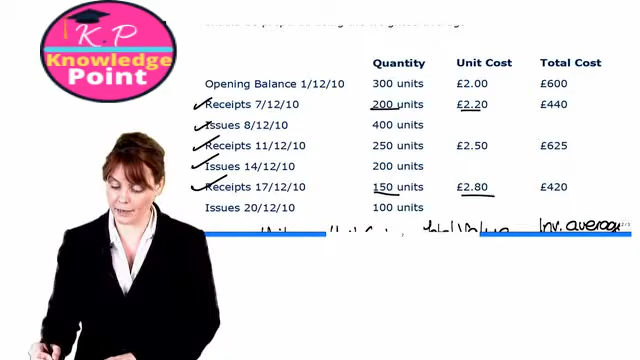 K.P
Knowledge
Point
Quantity Unit Cost Total Cost
Opening Balance 1/12/10 300 units £2.00 £600
Receipts 7/12/10 200 units £2.20 £440
Issues 8/12/10 400 units
Receipts 11/12/10 250 units £2.50 £625
Issues 14/12/10 200 units
Receipts 17/12/10 150 units £2.80 £420
Issues 20/12/10 100 units
Inv. average